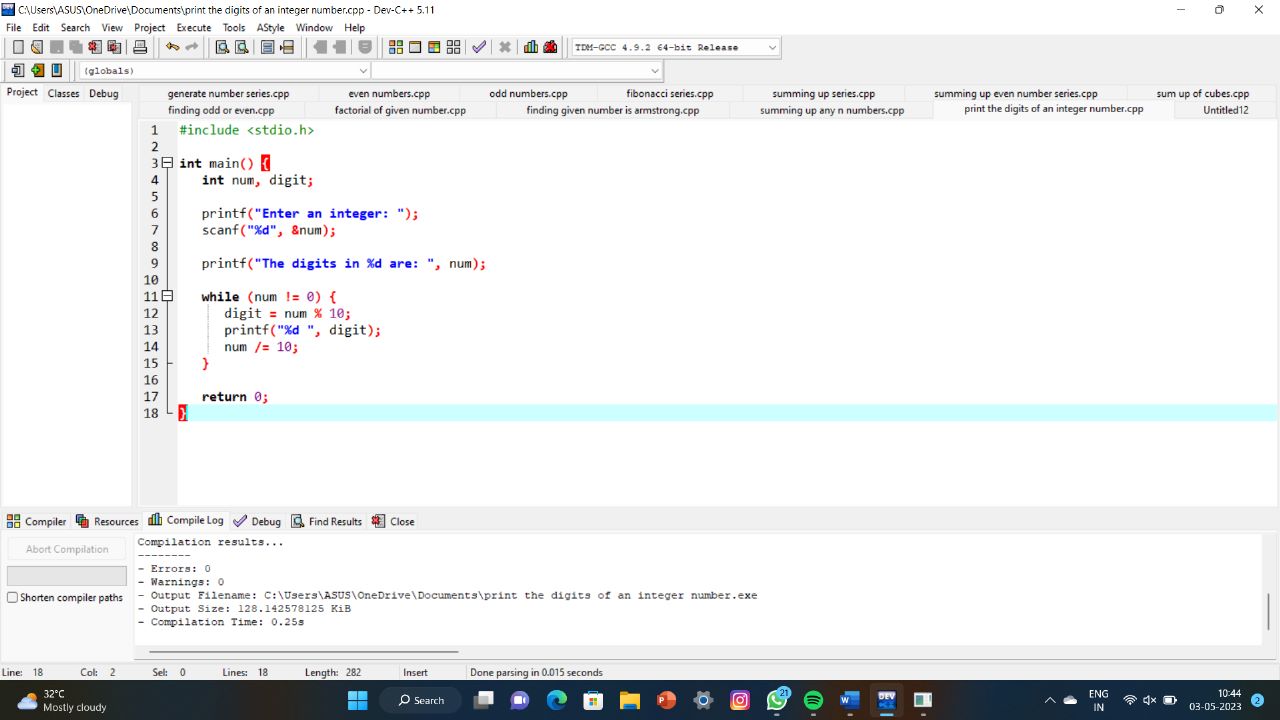 C:\Users\ASUS\OneDrive\Documents\print the digits of an integer number.cpp - Dev-C++ 5.11
File Edit Search View Project Execute Tools AStyle Window Help
TDM-GCC 4.9.2 64-bit Release
(globals)
Project Classes Debug
generate number series.cpp even numbers.cpp odd numbers.cpp fibonacci series.cpp summing up series.cpp summing up even number series.cpp sum up of cubes.cpp
finding odd or even.cpp factorial of given number.cpp finding given number is armstrong.cpp summing up any n numbers.cpp print the digits of an integer number.cpp Untitled12
1 #include <stdio.h>
2
3 int main() {
4 int num, digit;
5
6 printf("Enter an integer: ");
7 scanf("%d", &num);
8
9 printf("The digits in %d are: ", num);
10
11 while (num != 0) {
12 digit = num % 10;
13 printf("%d ", digit);
14 num /= 10;
15 }
16
17 return 0;
18 }
Compiler Resources Compile Log Debug Find Results Close
Abort Compilation
Shorten compiler paths
Compilation results...
--------
- Errors: 0
- Warnings: 0
- Output Filename: C:\Users\ASUS\OneDrive\Documents\print the digits of an integer number.exe
- Output Size: 128.142578125 KiB
- Compilation Time: 0.25s
Line: 18 Col: 2 Sel: 0 Lines: 18 Length: 282 Insert Done parsing in 0.015 seconds
32°C
Mostly cloudy
Search
21
ENG
IN
10:44
03-05-2023
2